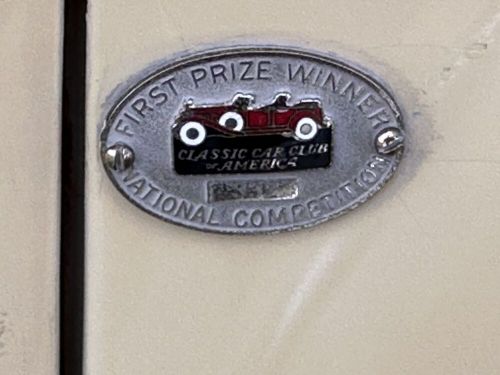 FIRST PRIZE WINNER
CLASSIC CAR CLUB
OF AMERICA
NATIONAL COMPETITION